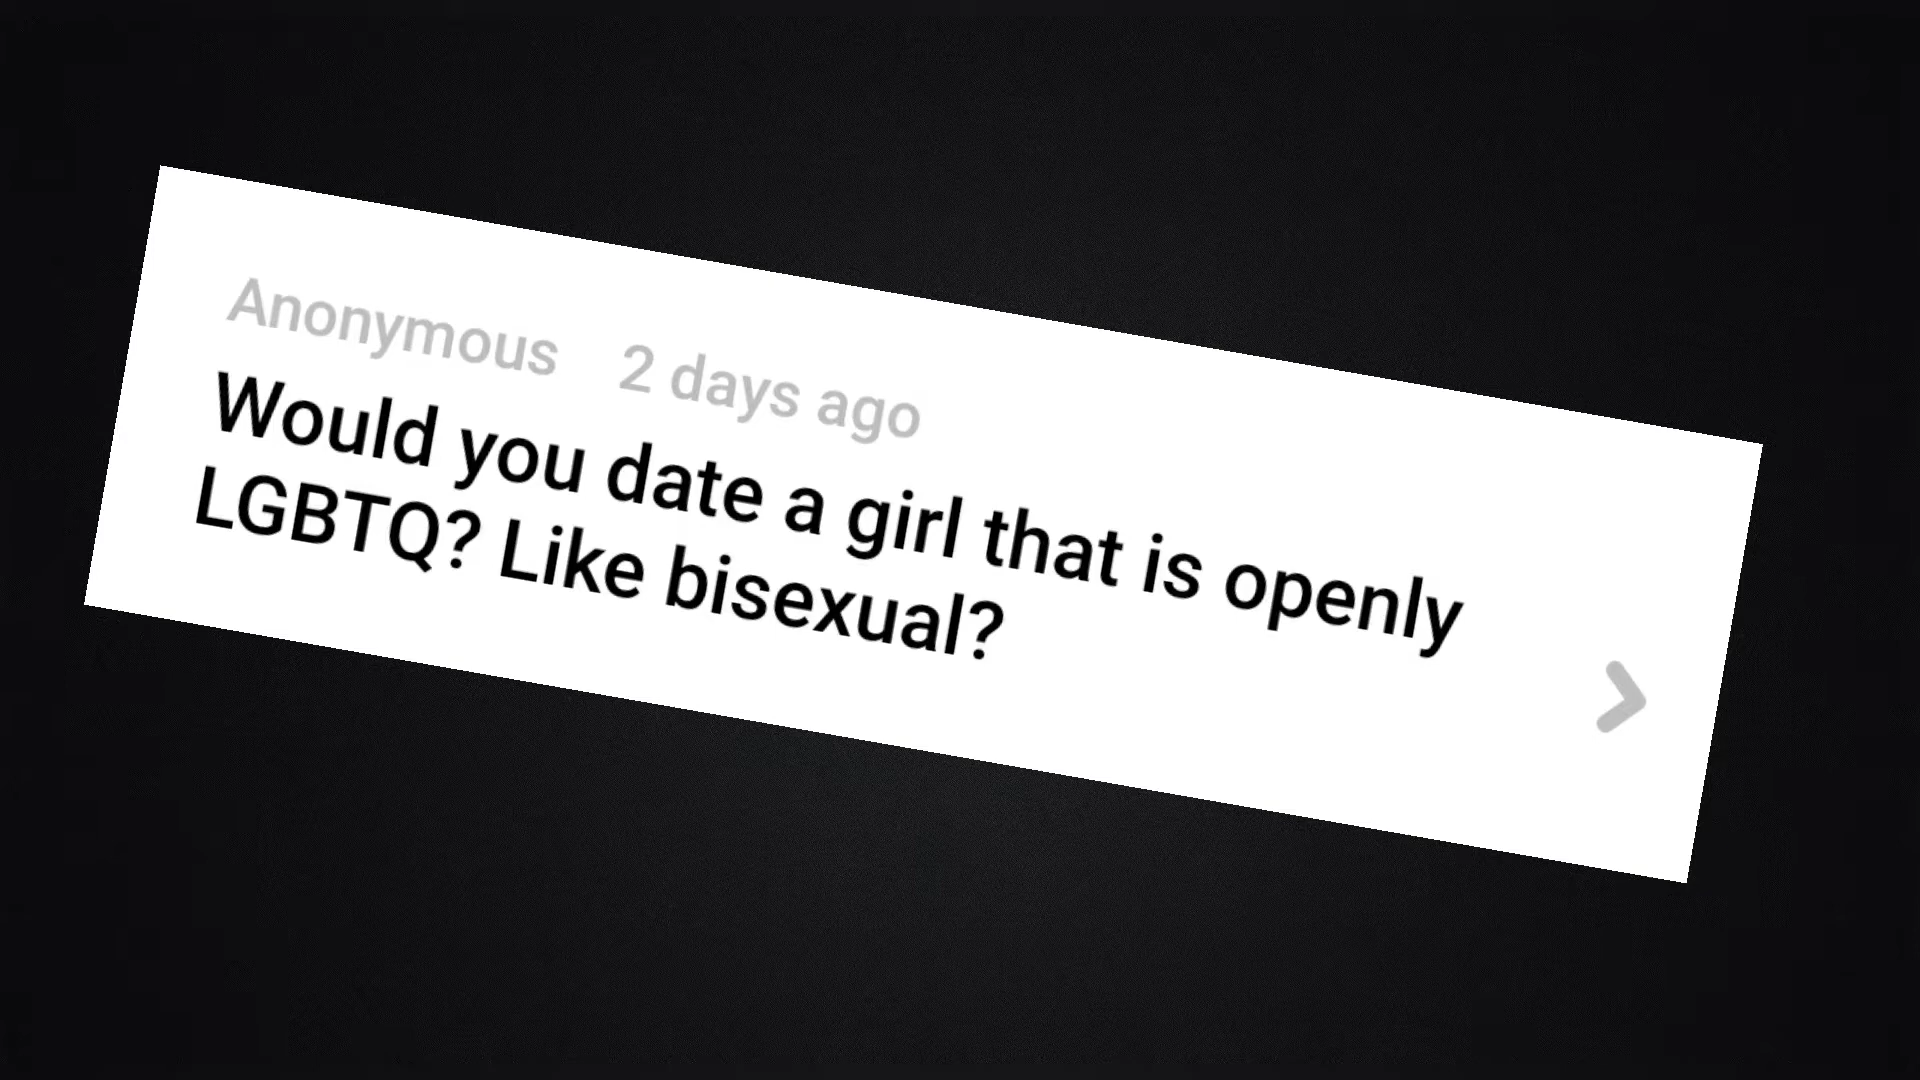 Anonymous 2 days ago
Would you date a girl that is openly
LGBTQ? Like bisexual?